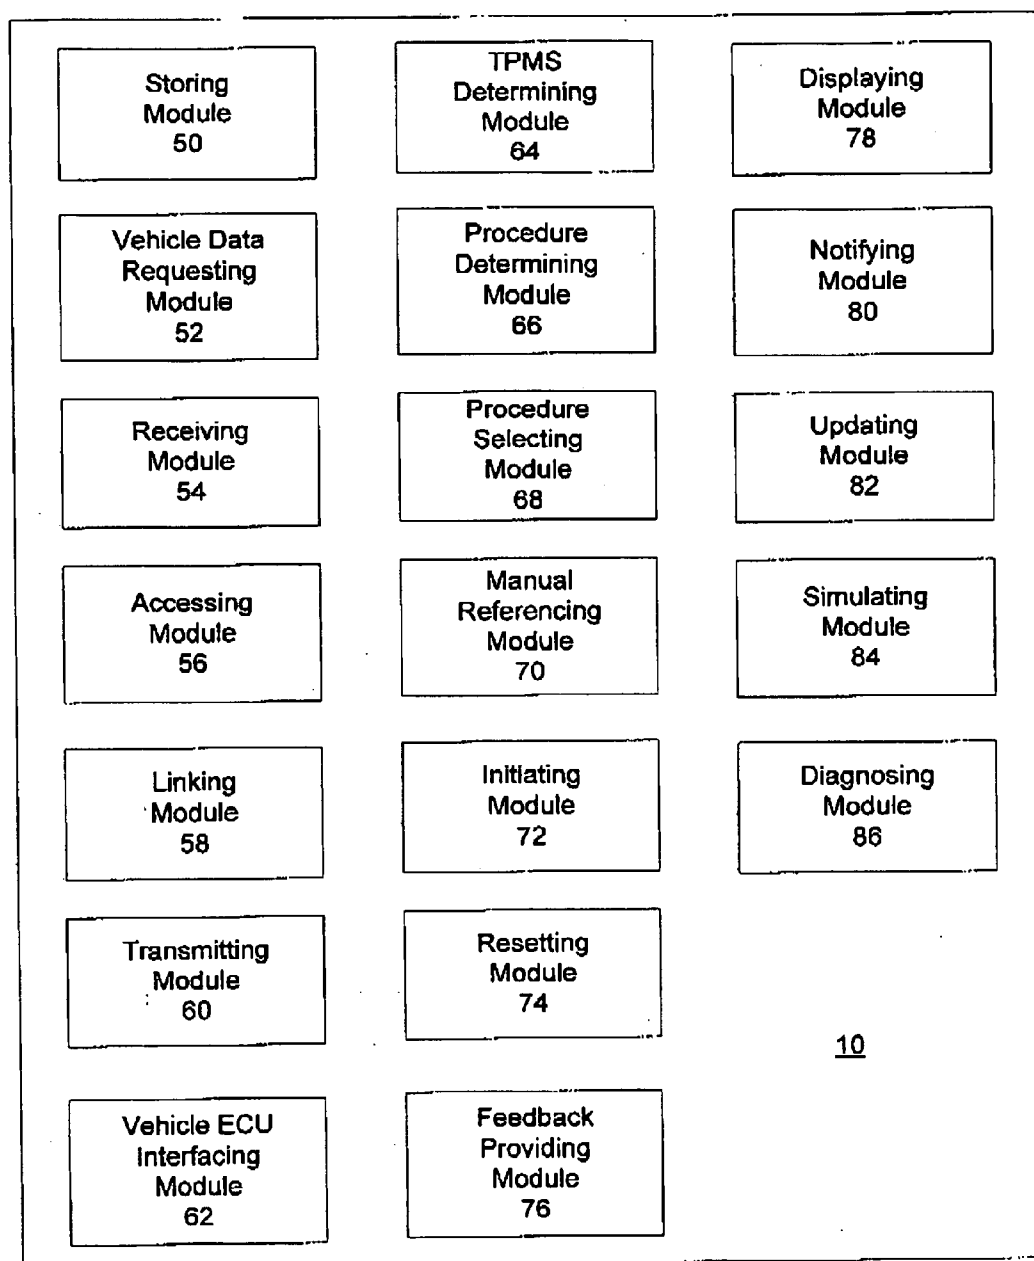 Storing
Module
50
Vehicle Data
Requesting
Module
52
Receiving
Module
54
Accessing
Module
56
Linking
Module
58
Transmitting
Module
60
Vehicle ECU
Interfacing
Module
62
TPMS
Determining
Module
64
Procedure
Determining
Module
66
Procedure
Selecting
Module
68
Manual
Referencing
Module
70
Initiating
Module
72
Resetting
Module
74
Feedback
Providing
Module
76
Displaying
Module
78
Notifying
Module
80
Updating
Module
82
Simulating
Module
84
Diagnosing
Module
86
10